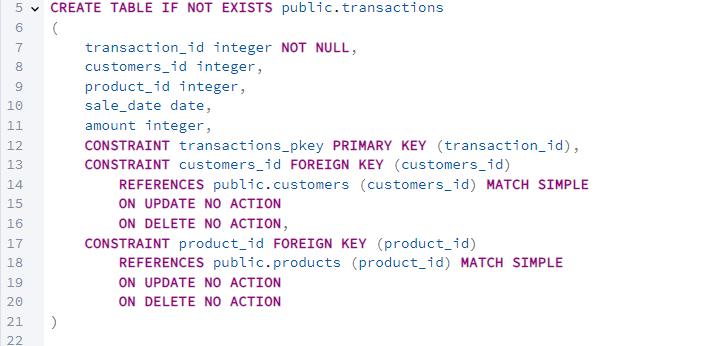 5 CREATE TABLE IF NOT EXISTS public.transactions
6 (
7     transaction_id integer NOT NULL,
8     customers_id integer,
9     product_id integer,
10     sale_date date,
11     amount integer,
12     CONSTRAINT transactions_pkey PRIMARY KEY (transaction_id),
13     CONSTRAINT customers_id FOREIGN KEY (customers_id)
14         REFERENCES public.customers (customers_id) MATCH SIMPLE
15         ON UPDATE NO ACTION
16         ON DELETE NO ACTION,
17     CONSTRAINT product_id FOREIGN KEY (product_id)
18         REFERENCES public.products (product_id) MATCH SIMPLE
19         ON UPDATE NO ACTION
20         ON DELETE NO ACTION
21 )
22